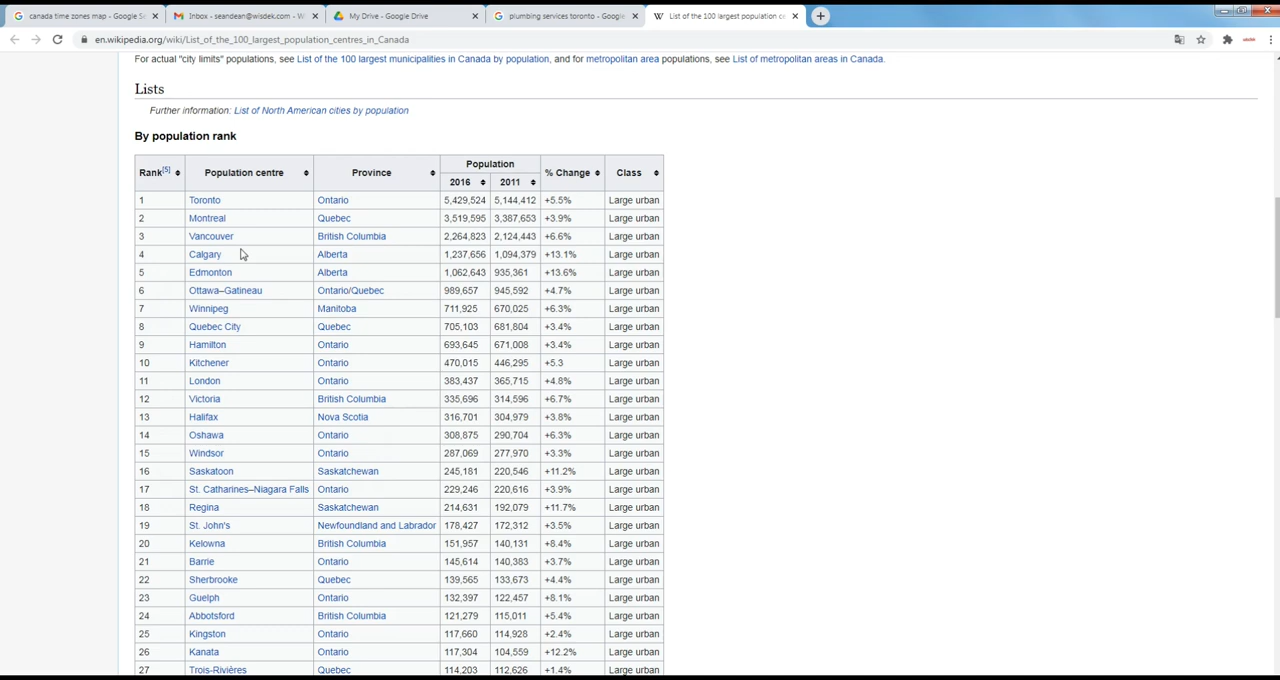 canada time zones map - Google Se
Inbox - seandean@wisdek.com - W
My Drive - Google Drive
plumbing services toronto - Google
List of the 100 largest population ce
en.wikipedia.org/wiki/List_of_the_100_largest_population_centres_in_Canada
For actual "city limits" populations, see List of the 100 largest municipalities in Canada by population, and for metropolitan area populations, see List of metropolitan areas in Canada.
Lists
Further information: List of North American cities by population
By population rank
Rank[5] Population centre Province Population % Change Class
2016 2011
1 Toronto Ontario 5,429,524 5,144,412 +5.5% Large urban
2 Montreal Quebec 3,519,595 3,387,653 +3.9% Large urban
3 Vancouver British Columbia 2,264,823 2,124,443 +6.6% Large urban
4 Calgary Alberta 1,237,656 1,094,379 +13.1% Large urban
5 Edmonton Alberta 1,062,643 935,361 +13.6% Large urban
6 Ottawa–Gatineau Ontario/Quebec 989,657 945,592 +4.7% Large urban
7 Winnipeg Manitoba 711,925 670,025 +6.3% Large urban
8 Quebec City Quebec 705,103 681,804 +3.4% Large urban
9 Hamilton Ontario 693,645 671,008 +3.4% Large urban
10 Kitchener Ontario 470,015 446,295 +5.3 Large urban
11 London Ontario 383,437 365,715 +4.8% Large urban
12 Victoria British Columbia 335,696 314,596 +6.7% Large urban
13 Halifax Nova Scotia 316,701 304,979 +3.8% Large urban
14 Oshawa Ontario 308,875 290,704 +6.3% Large urban
15 Windsor Ontario 287,069 277,970 +3.3% Large urban
16 Saskatoon Saskatchewan 245,181 220,546 +11.2% Large urban
17 St. Catharines–Niagara Falls Ontario 229,246 220,616 +3.9% Large urban
18 Regina Saskatchewan 214,631 192,079 +11.7% Large urban
19 St. John's Newfoundland and Labrador 178,427 172,312 +3.5% Large urban
20 Kelowna British Columbia 151,957 140,131 +8.4% Large urban
21 Barrie Ontario 145,614 140,383 +3.7% Large urban
22 Sherbrooke Quebec 139,565 133,673 +4.4% Large urban
23 Guelph Ontario 132,397 122,457 +8.1% Large urban
24 Abbotsford British Columbia 121,279 115,011 +5.4% Large urban
25 Kingston Ontario 117,660 114,928 +2.4% Large urban
26 Kanata Ontario 117,304 104,559 +12.2% Large urban
27 Trois-Rivières Quebec 114,203 112,626 +1.4% Large urban